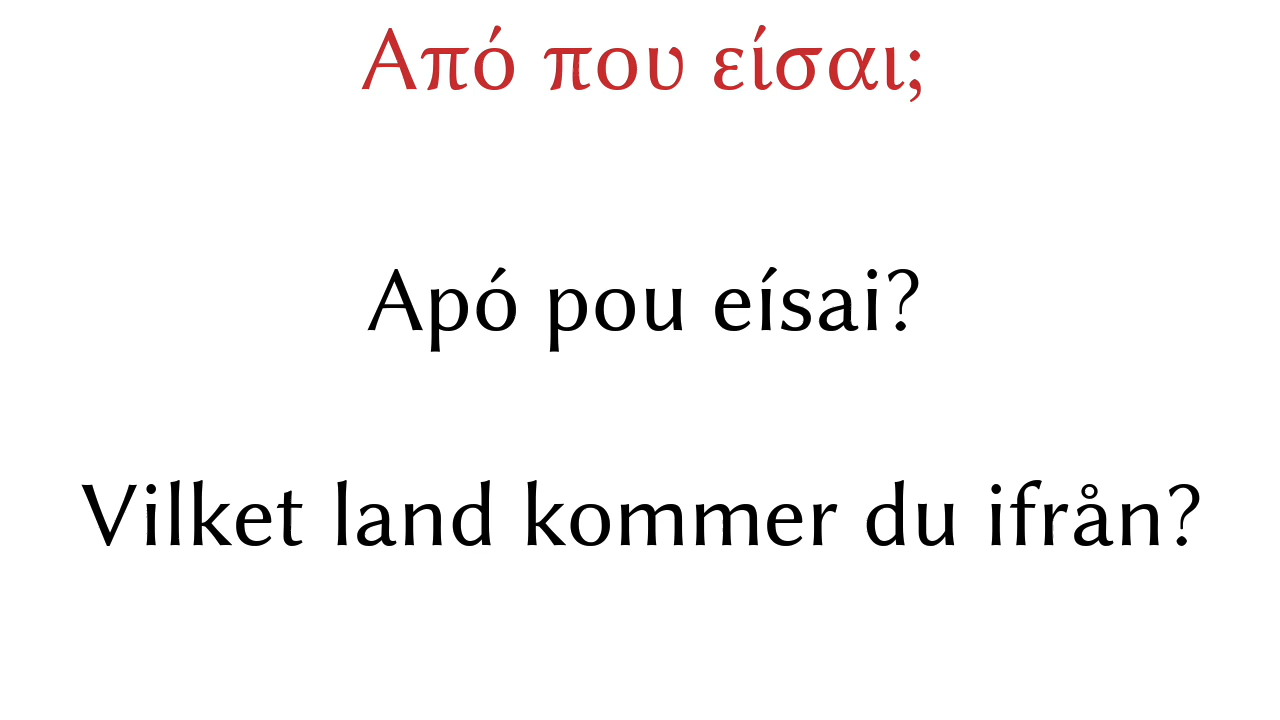 Από που είσαι;
Apó pou eísai?
Vilket land kommer du ifrån?